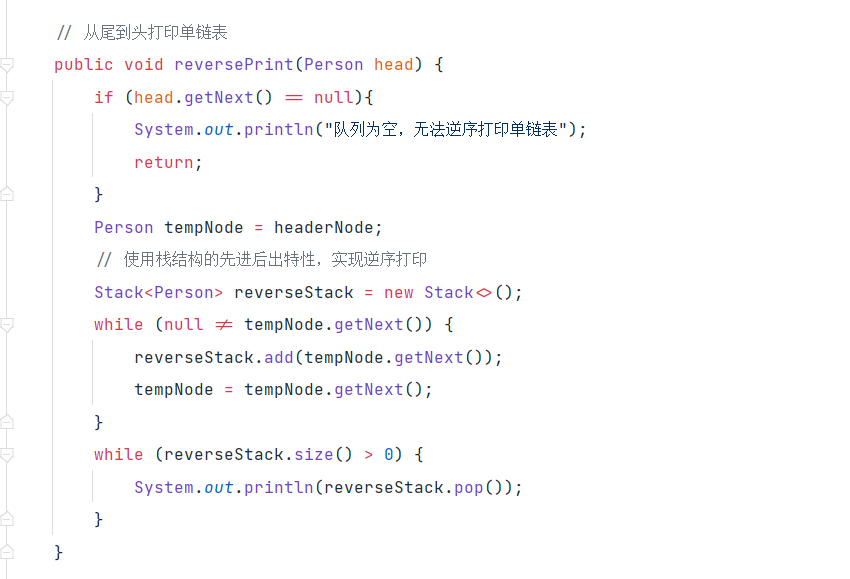 // 从尾到头打印单链表
public void reversePrint(Person head) {
if (head.getNext() == null){
System.out.println("队列为空，无法逆序打印单链表");
return;
}
Person tempNode = headerNode;
// 使用栈结构的先进后出特性，实现逆序打印
Stack<Person> reverseStack = new Stack<>();
while (null != tempNode.getNext()) {
reverseStack.add(tempNode.getNext());
tempNode = tempNode.getNext();
}
while (reverseStack.size() > 0) {
System.out.println(reverseStack.pop());
}
}